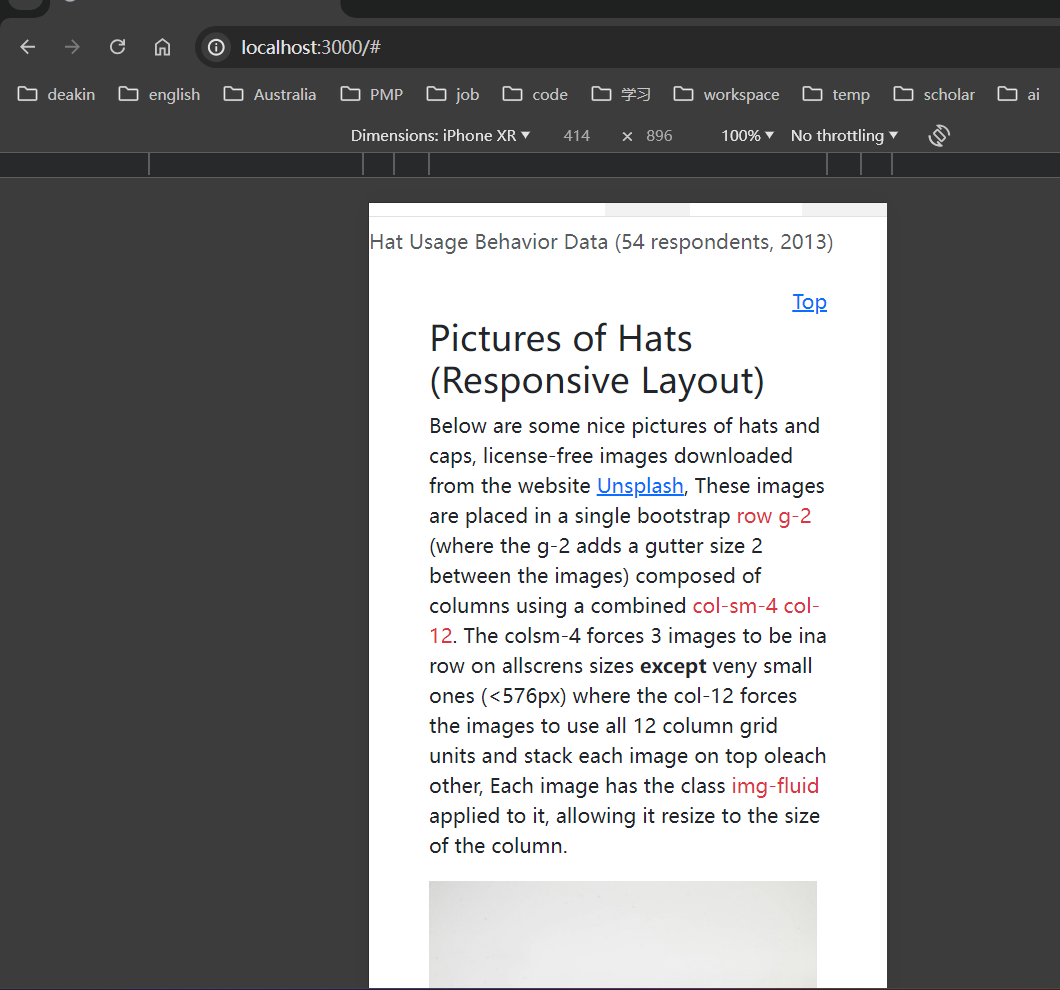 localhost:3000/#
deakin english Australia PMP job code 学习 workspace temp scholar ai
Dimensions: iPhone XR 414 × 896 100% No throttling
Hat Usage Behavior Data (54 respondents, 2013)
Top
Pictures of Hats
(Responsive Layout)
Below are some nice pictures of hats and
caps, license-free images downloaded
from the website Unsplash, These images
are placed in a single bootstrap row g-2
(where the g-2 adds a gutter size 2
between the images) composed of
columns using a combined col-sm-4 col-
12. The colsm-4 forces 3 images to be ina
row on allscrens sizes except veny small
ones (<576px) where the col-12 forces
the images to use all 12 column grid
units and stack each image on top oleach
other, Each image has the class img-fluid
applied to it, allowing it resize to the size
of the column.